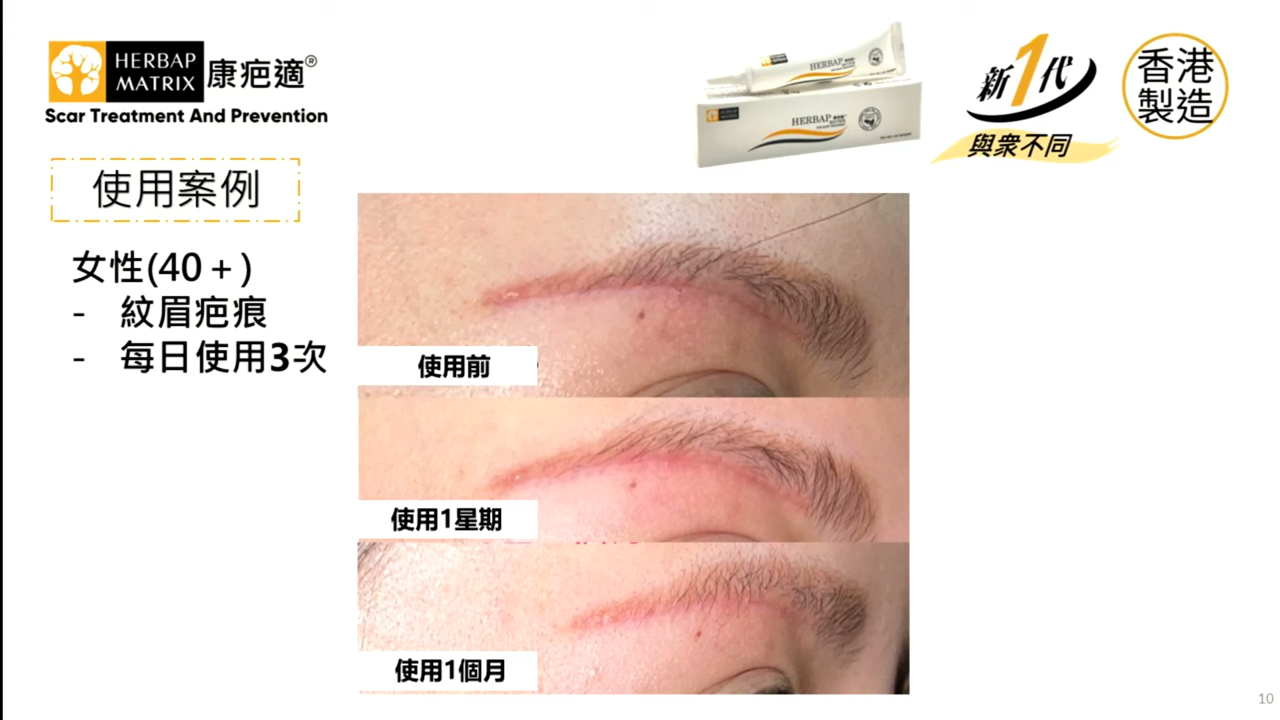 HERBAP
MATRIX
康疤適®
Scar Treatment And Prevention
HERBAP
HERBAP
新1代
與衆不同
香港
製造
使用案例
女性(40+)
- 紋眉疤痕
- 每日使用3次
使用前
使用1星期
使用1個月
10